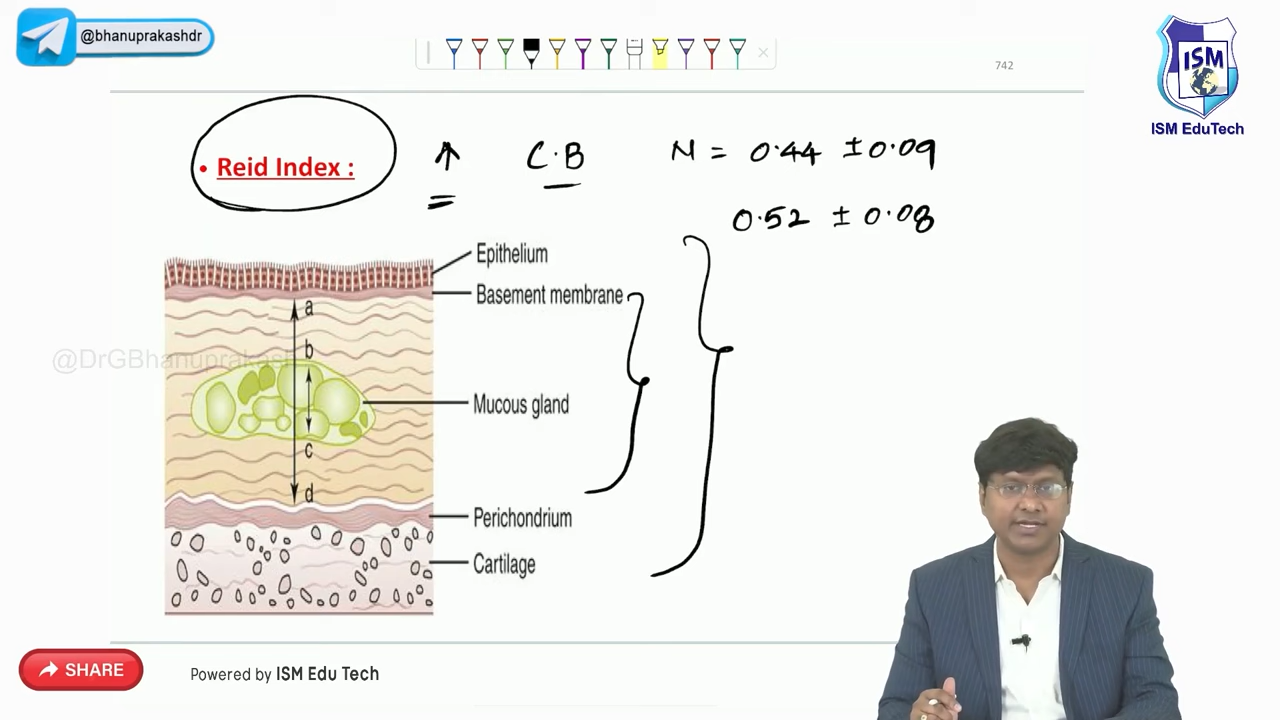 @bhanuprakashdr
742
ISM
ISM EduTech
• Reid Index :
↑ C.B N = 0.44 ±0.09
0.52 ± 0.08
Epithelium
Basement membrane
a
b
@DrGBhanuprakash
Mucous gland
c
d
Perichondrium
Cartilage
SHARE
Powered by ISM Edu Tech